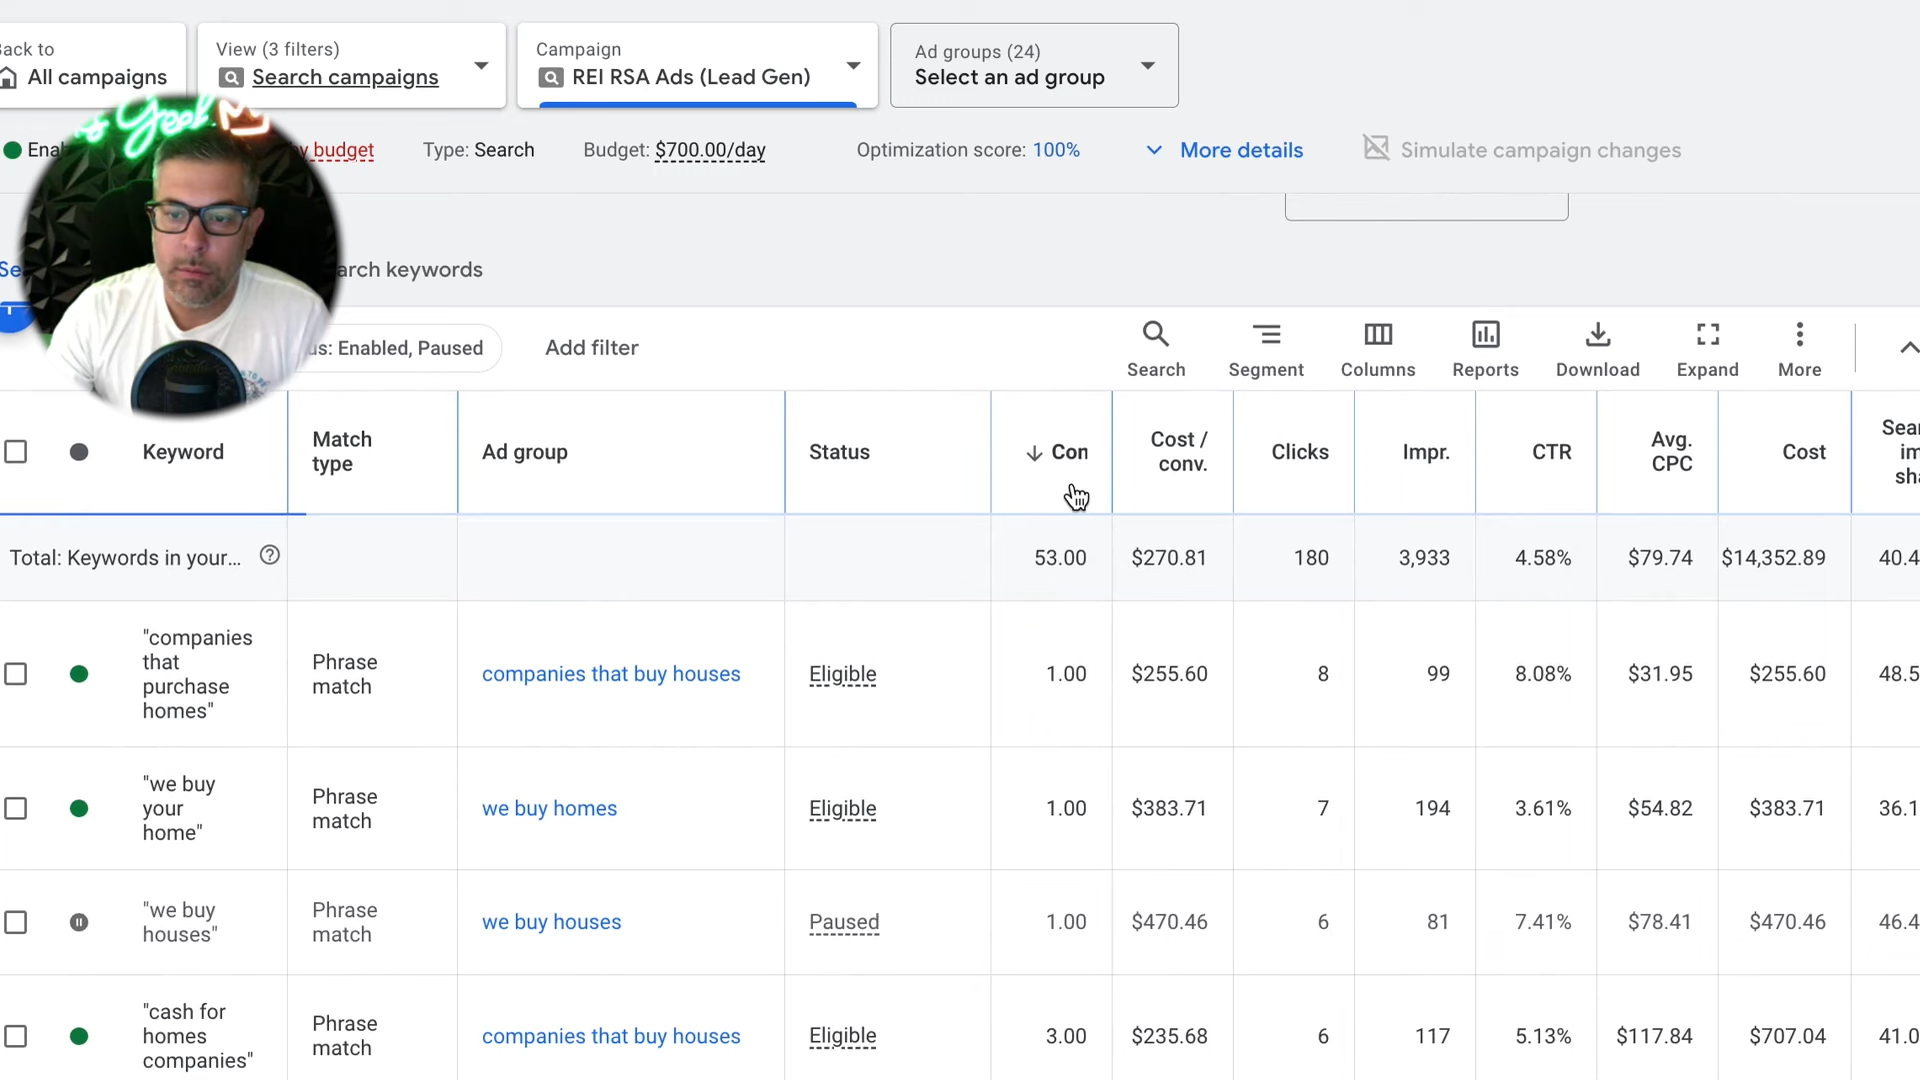 Back to
All campaigns
View (3 filters)
Search campaigns
Campaign
REI RSA Ads (Lead Gen)
Ad groups (24)
Select an ad group
Geek
by budget
Type: Search
Budget: $700.00/day
Optimization score: 100%
More details
Simulate campaign changes
keywords
Enabled, Paused
Add filter
Search
Segment
Columns
Reports
Download
Expand
More
Keyword
Match
type
Ad group
Status
Con
Cost /
conv.
Clicks
Impr.
CTR
Avg.
CPC
Cost
Total: Keywords in your...
53.00
$270.81
180
3,933
4.58%
$79.74
$14,352.89
40.4
"companies
that
purchase
homes"
Phrase
match
companies that buy houses
Eligible
1.00
$255.60
8
99
8.08%
$31.95
$255.60
48.5
"we buy
your
home"
Phrase
match
we buy homes
Eligible
1.00
$383.71
7
194
3.61%
$54.82
$383.71
36.1
"we buy
houses"
Phrase
match
we buy houses
Paused
1.00
$470.46
6
81
7.41%
$78.41
$470.46
46.4
"cash for
homes
companies"
Phrase
match
companies that buy houses
Eligible
3.00
$235.68
6
117
5.13%
$117.84
$707.04
41.0